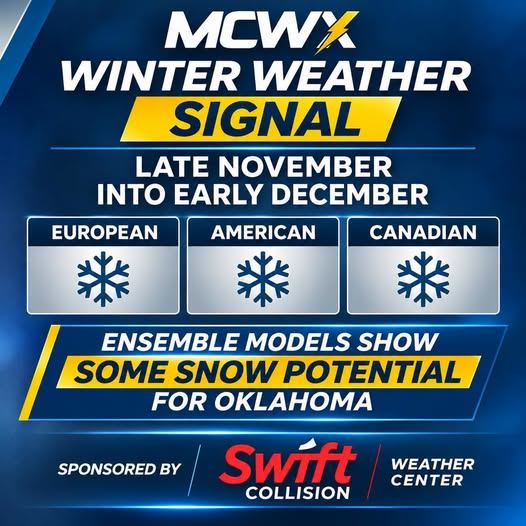 MCWX
WINTER WEATHER
SIGNAL
LATE NOVEMBER
INTO EARLY DECEMBER
EUROPEAN
AMERICAN
CANADIAN
ENSEMBLE MODELS SHOW
SOME SNOW POTENTIAL
FOR OKLAHOMA
SPONSORED BY
Swift
COLLISION
WEATHER
CENTER